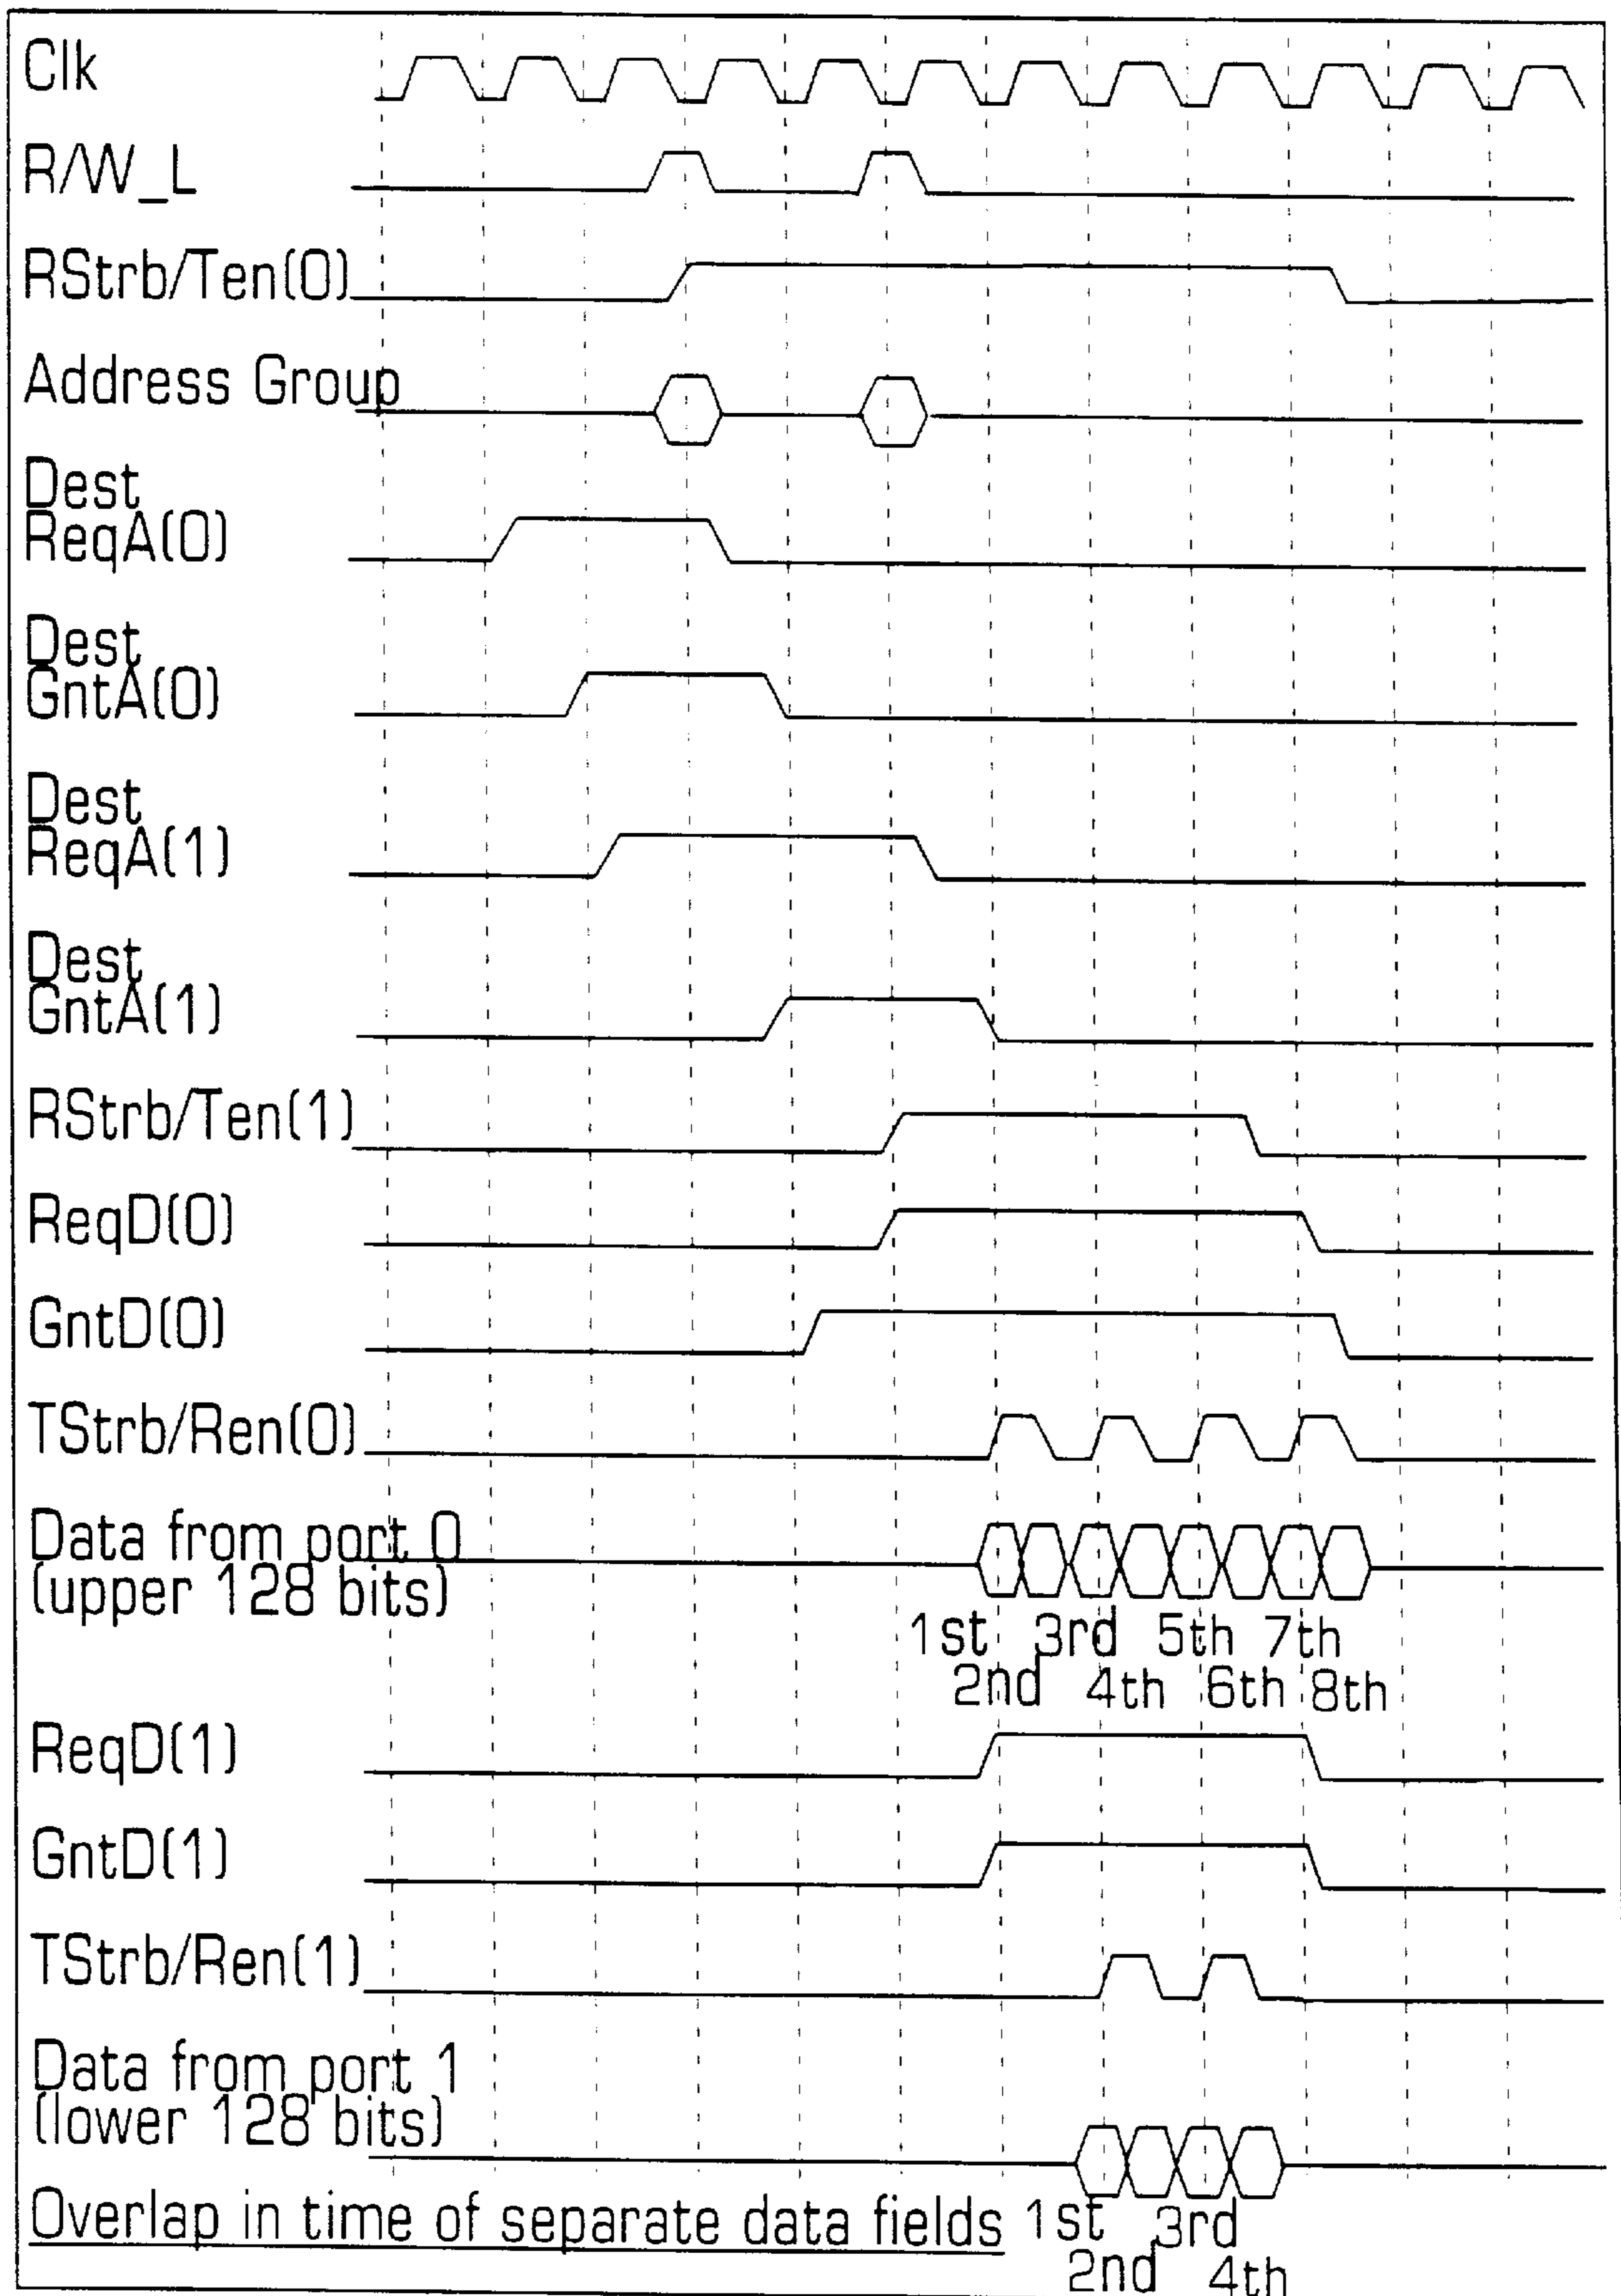 Clk
R/W_L
RStrb/Ten(0)
Address Group
Dest
ReqA(0)
Dest
GntA(0)
Dest
ReqA(1)
Dest
GntA(1)
RStrb/Ten(1)
ReqD(0)
GntD(0)
TStrb/Ren(0)
Data from port 0
(upper 128 bits)
1st 3rd 5th 7th
2nd 4th 6th 8th
ReqD(1)
GntD(1)
TStrb/Ren(1)
Data from port 1
(lower 128 bits)
Overlap in time of separate data fields 1st 3rd
2nd 4th